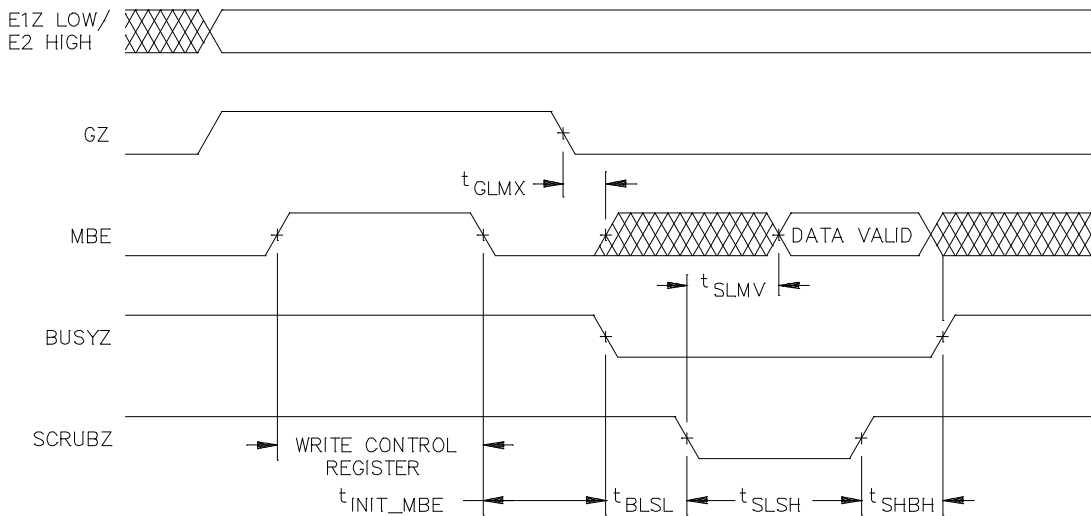 E1Z LOW/
E2 HIGH
GZ
tGLMX
MBE
DATA VALID
tSLMV
BUSYZ
SCRUBZ
WRITE CONTROL
REGISTER
tINIT_MBE
tBLSL
tSLSH
tSHBH